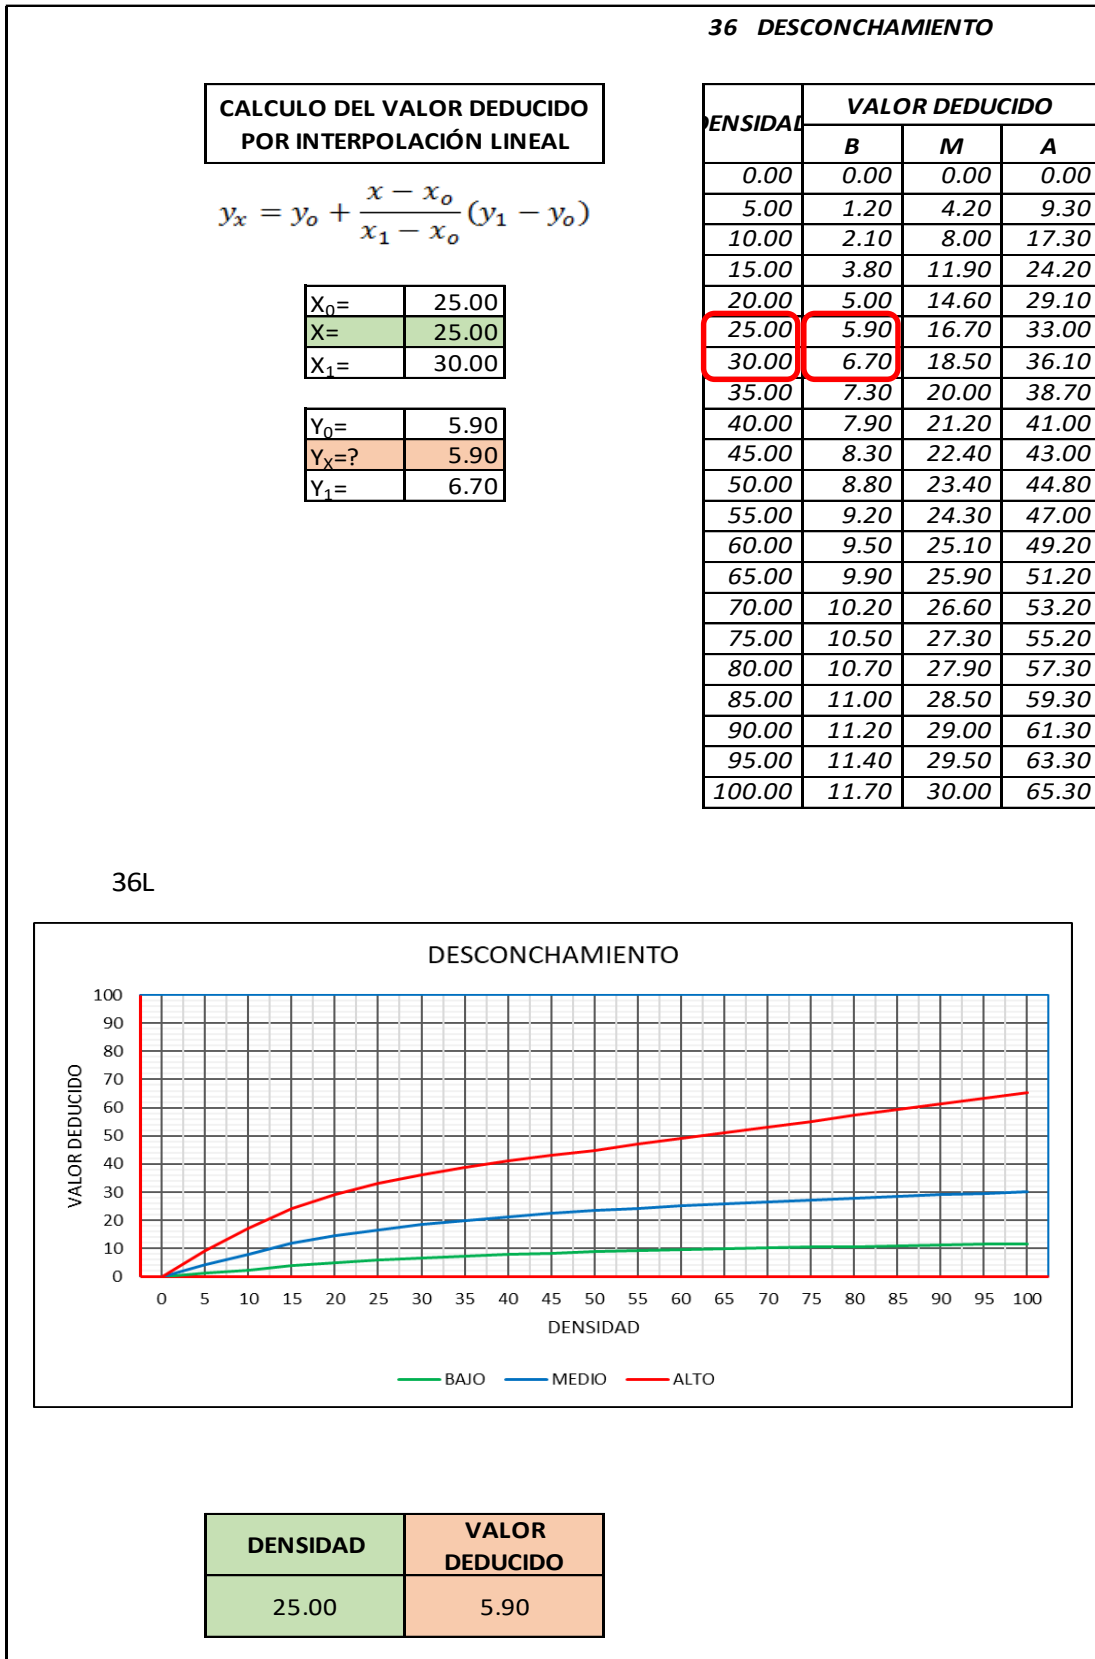 36 DESCONCHAMIENTO
CALCULO DEL VALOR DEDUCIDO
POR INTERPOLACIÓN LINEAL
y_x = y_o + \frac{x - x_o}{x_1 - x_o}(y_1 - y_o)
X₀= 25.00
X= 25.00
X₁= 30.00
Y₀= 5.90
Y_X=? 5.90
Y₁= 6.70
DENSIDAD VALOR DEDUCIDO
B M A
0.00 0.00 0.00 0.00
5.00 1.20 4.20 9.30
10.00 2.10 8.00 17.30
15.00 3.80 11.90 24.20
20.00 5.00 14.60 29.10
25.00 5.90 16.70 33.00
30.00 6.70 18.50 36.10
35.00 7.30 20.00 38.70
40.00 7.90 21.20 41.00
45.00 8.30 22.40 43.00
50.00 8.80 23.40 44.80
55.00 9.20 24.30 47.00
60.00 9.50 25.10 49.20
65.00 9.90 25.90 51.20
70.00 10.20 26.60 53.20
75.00 10.50 27.30 55.20
80.00 10.70 27.90 57.30
85.00 11.00 28.50 59.30
90.00 11.20 29.00 61.30
95.00 11.40 29.50 63.30
100.00 11.70 30.00 65.30
36L
DESCONCHAMIENTO
VALOR DEDUCIDO
100
90
80
70
60
50
40
30
20
10
0
0 5 10 15 20 25 30 35 40 45 50 55 60 65 70 75 80 85 90 95 100
DENSIDAD
BAJO MEDIO ALTO
DENSIDAD
VALOR
DEDUCIDO
25.00 5.90